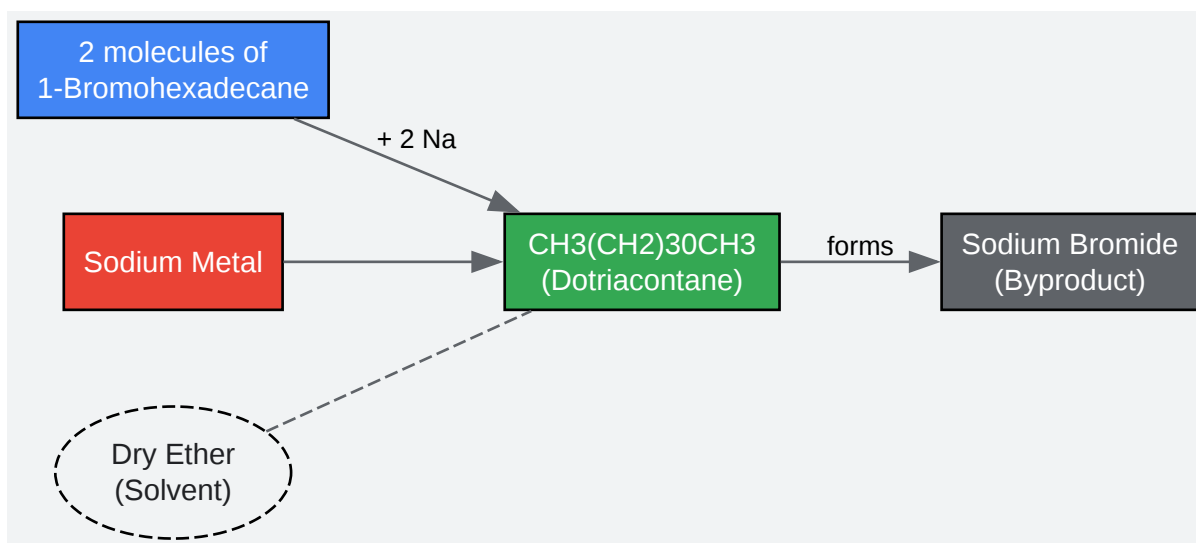 2 molecules of
1-Bromohexadecane
+ 2 Na
Sodium Metal
CH3(CH2)30CH3
(Dotriacontane)
forms
Sodium Bromide
(Byproduct)
Dry Ether
(Solvent)